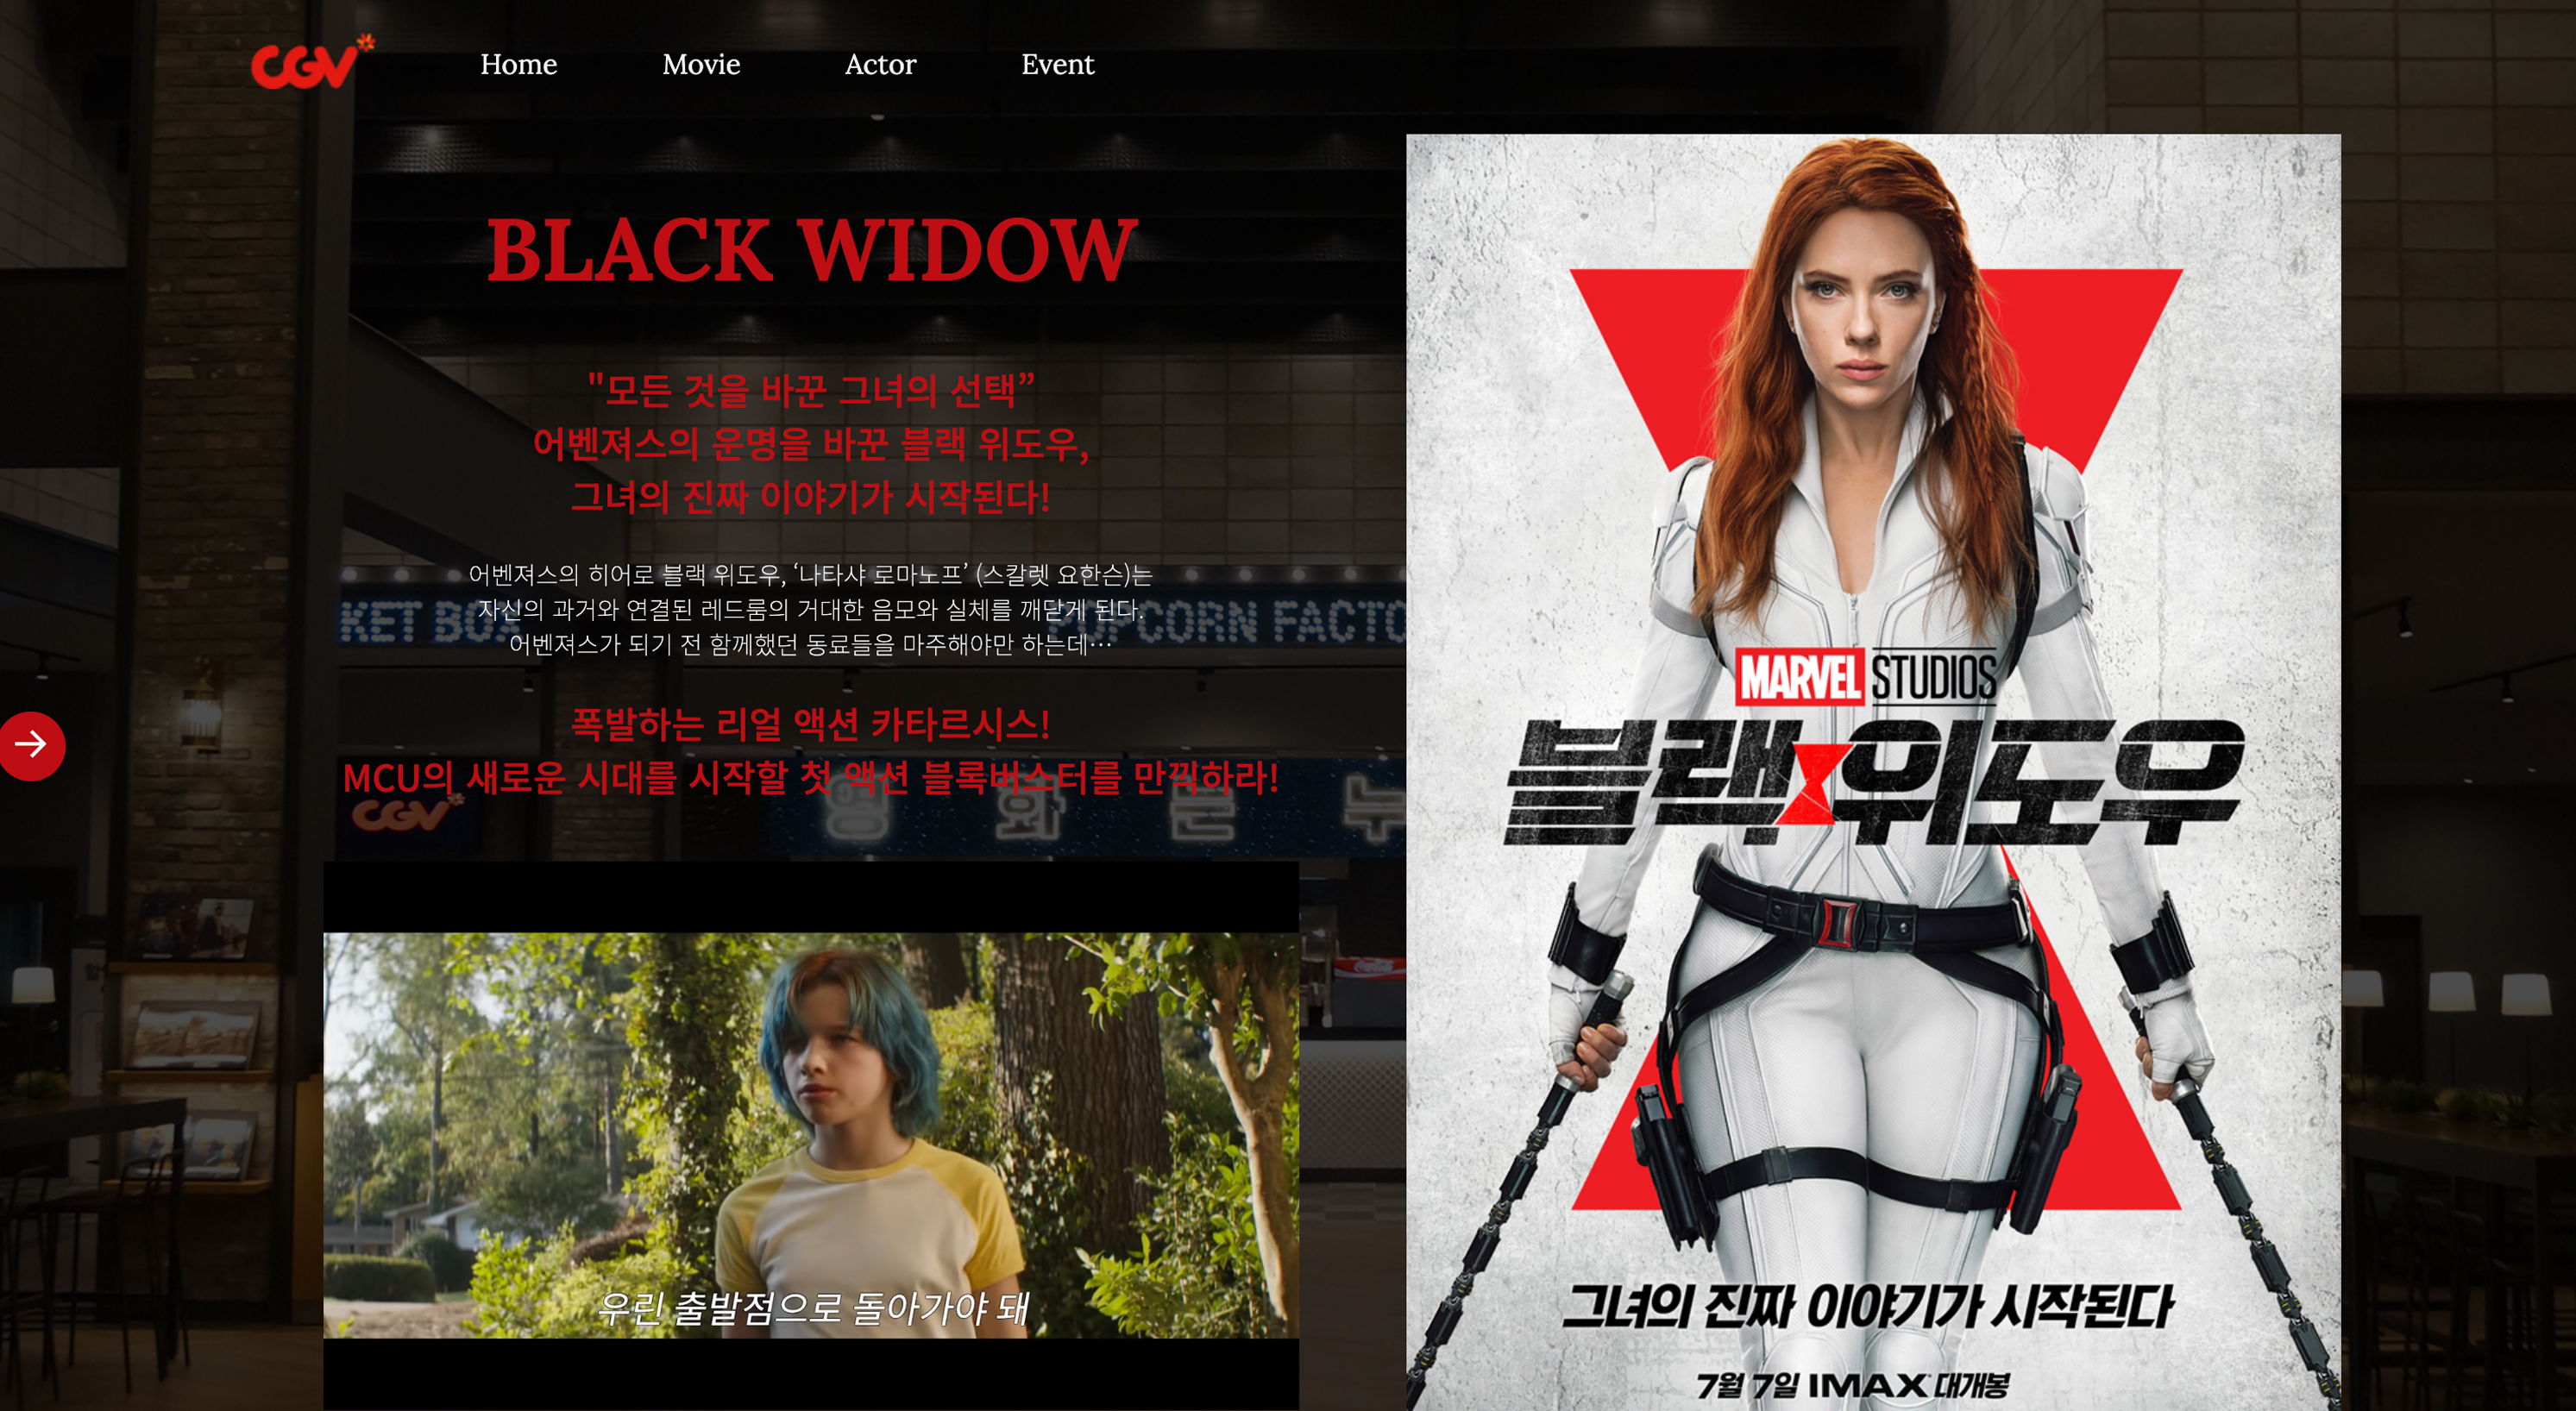 CGV
Home
Movie
Actor
Event
BLACK WIDOW
"모든 것을 바꾼 그녀의 선택”
어벤져스의 운명을 바꾼 블랙 위도우,
그녀의 진짜 이야기가 시작된다!
어벤져스의 히어로 블랙 위도우, ‘나타샤 로마노프’ (스칼렛 요한슨)는
자신의 과거와 연결된 레드룸의 거대한 음모와 실체를 깨닫게 된다.
어벤져스가 되기 전 함께했던 동료들을 마주해야만 하는데…
KET BOX
POPCORN FACTO
폭발하는 리얼 액션 카타르시스!
MCU의 새로운 시대를 시작할 첫 액션 블록버스터를 만끽하라!
CGV
영 화 는 누
우린 출발점으로 돌아가야 돼
MARVEL STUDIOS
블랙 위도우
그녀의 진짜 이야기가 시작된다
7월 7일 IMAX 대개봉